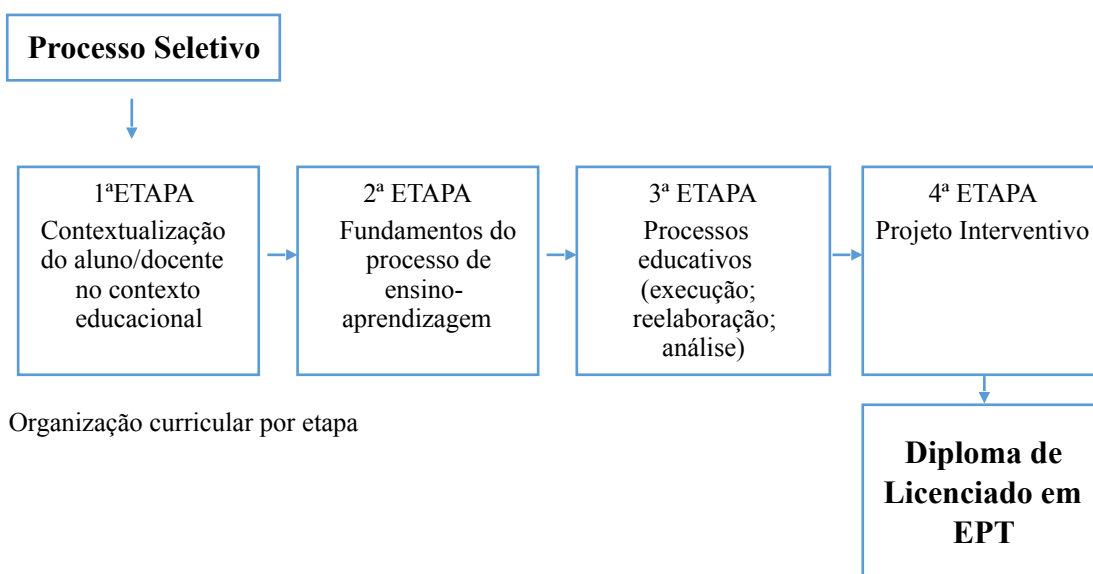 Processo Seletivo
1ªETAPA
Contextualização
do aluno/docente
no contexto
educacional
2ª ETAPA
Fundamentos do
processo de
ensino-
aprendizagem
3ª ETAPA
Processos
educativos
(execução;
reelaboração;
análise)
4ª ETAPA
Projeto Interventivo
Organização curricular por etapa
Diploma de
Licenciado em
EPT